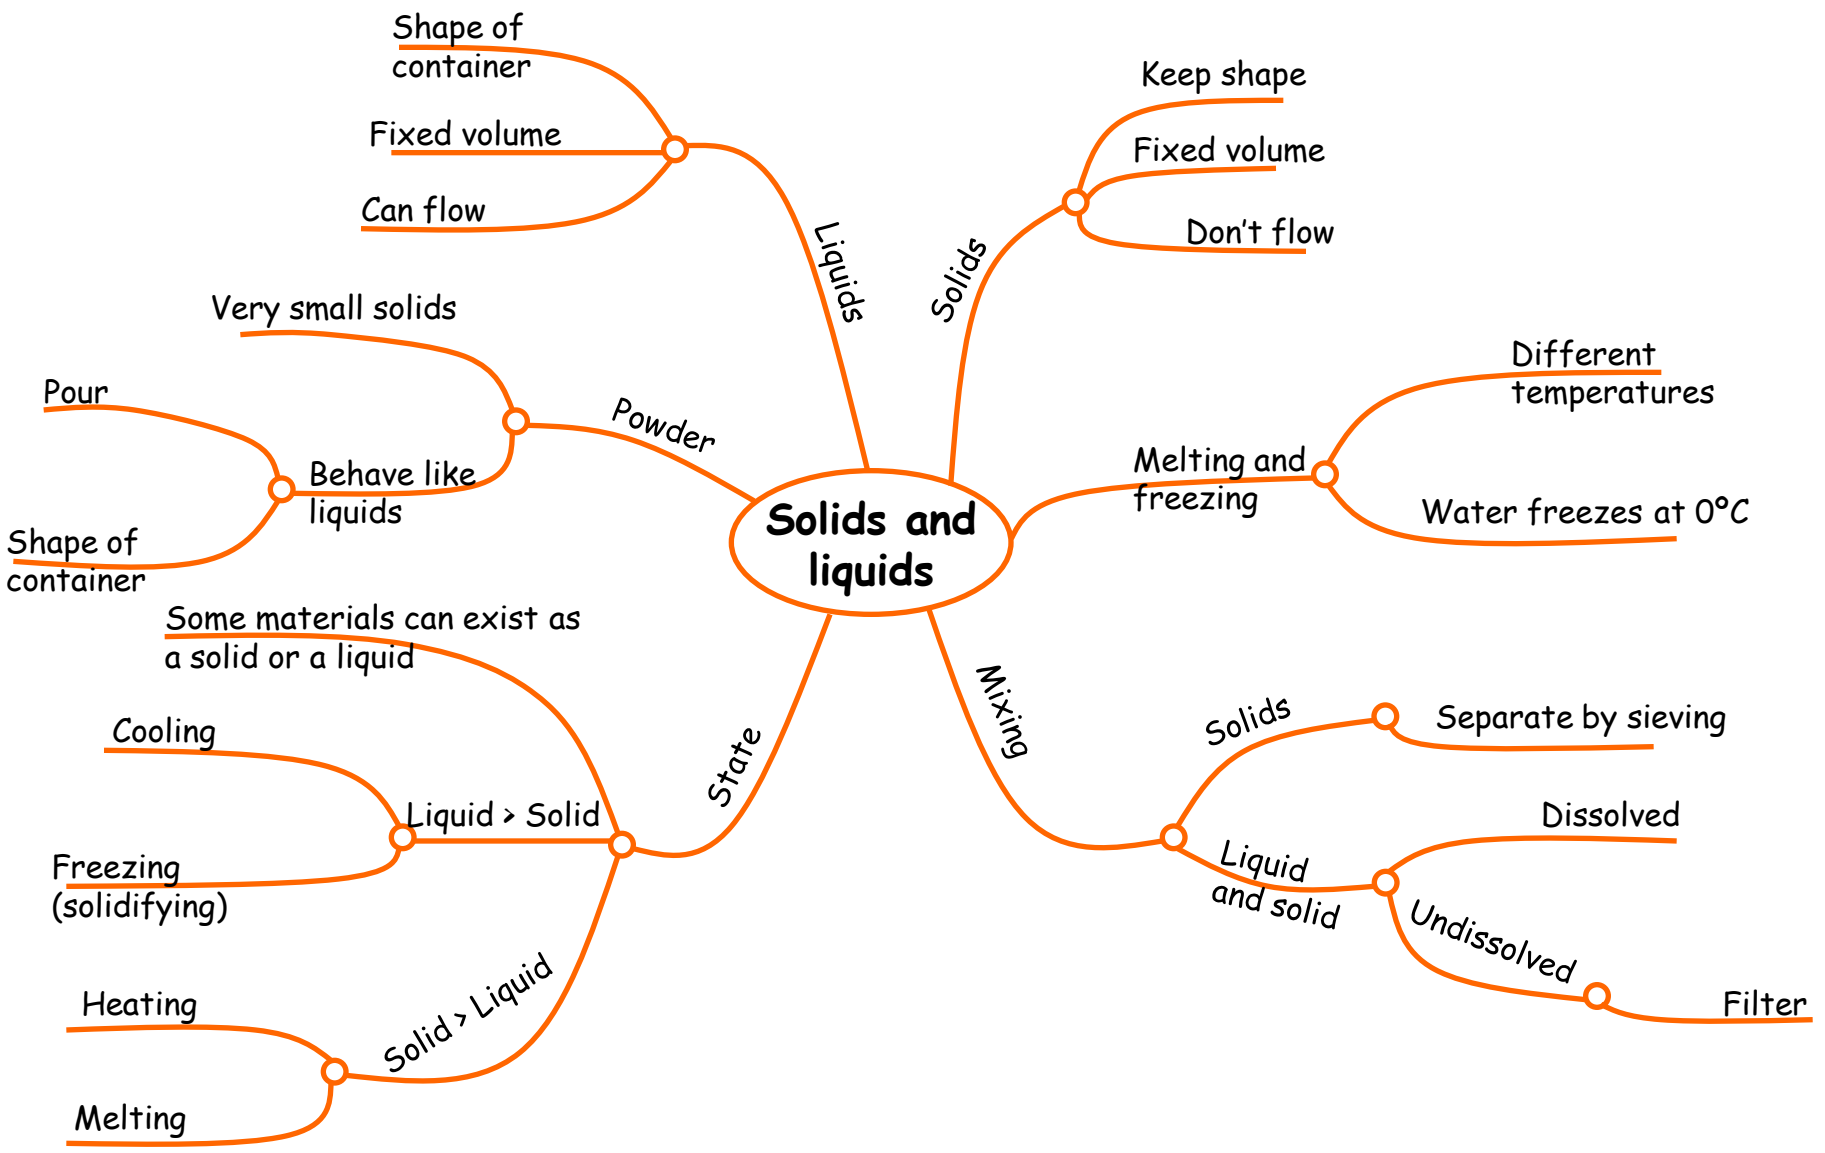 Shape of
container
Fixed volume
Can flow
Liquids
Keep shape
Fixed volume
Don't flow
Solids
Very small solids
Pour
Behave like
liquids
Shape of
container
Powder
Different
temperatures
Melting and
freezing
Water freezes at 0°C
Solids and
liquids
Some materials can exist as
a solid or a liquid
Cooling
Liquid > Solid
Freezing
(solidifying)
State
Heating
Solid > Liquid
Melting
Mixing
Solids
Separate by sieving
Liquid
and solid
Dissolved
Undissolved
Filter